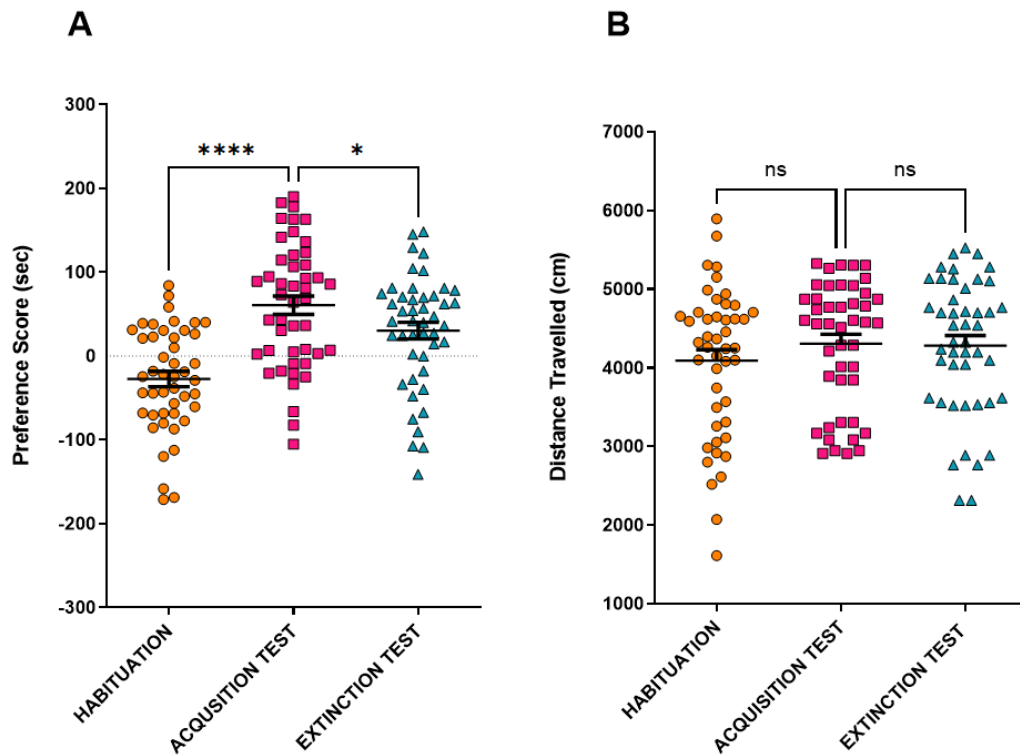 A
Preference Score (sec)
300
200
100
0
-100
-200
-300
****
*
HABITUATION
ACQUSITION TEST
EXTINCTION TEST
B
Distance Travelled (cm)
7000
6000
5000
4000
3000
2000
1000
ns
ns
HABITUATION
ACQUISITION TEST
EXTINCTION TEST